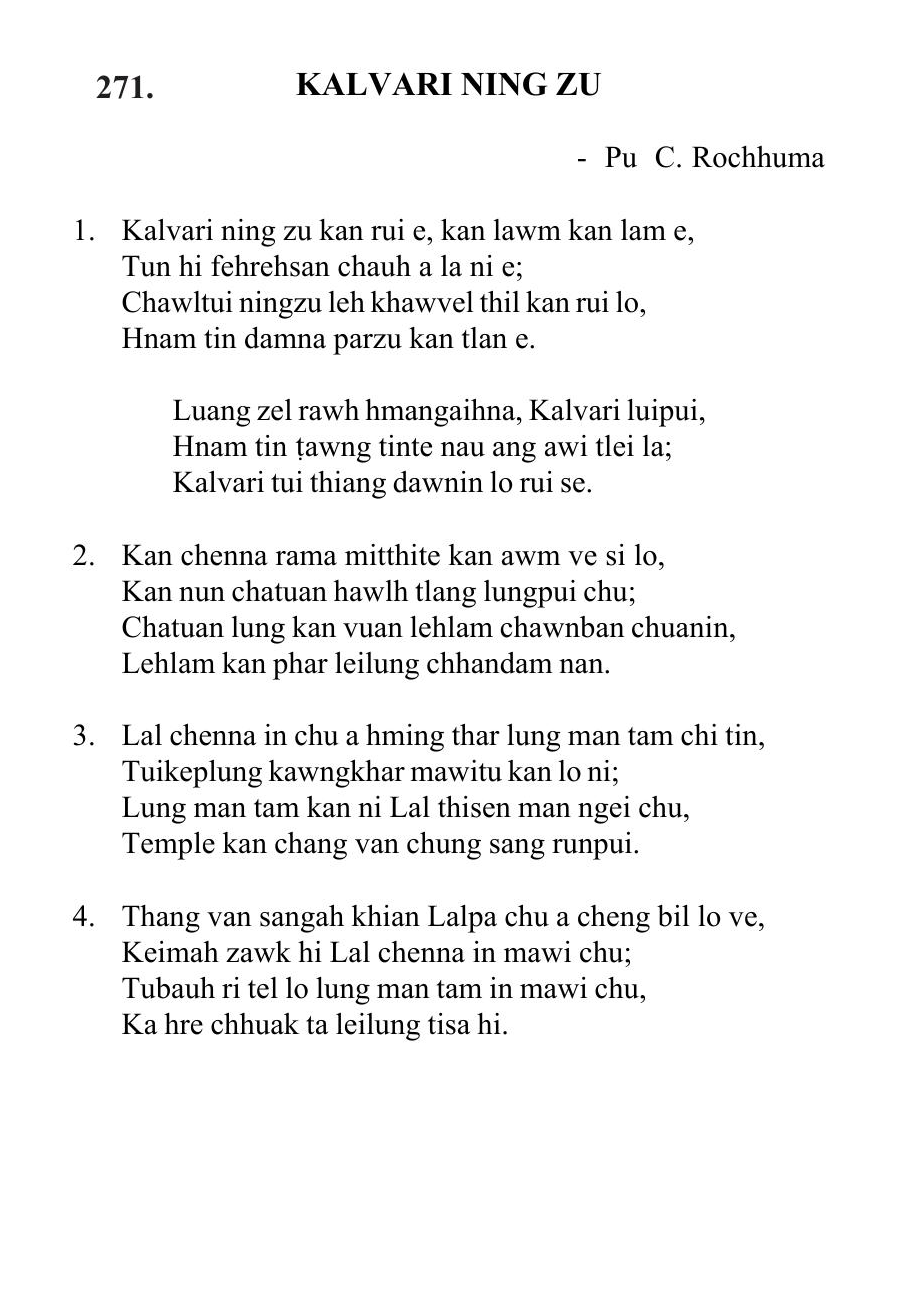 271. KALVARI NING ZU
- Pu C. Rochhuma
1. Kalvari ning zu kan rui e, kan lawm kan lam e,
Tun hi fehrehsan chauh a la ni e;
Chawltui ningzu leh khawvel thil kan rui lo,
Hnam tin damna parzu kan tlan e.
Luang zel rawh hmangaihna, Kalvari luipui,
Hnam tin ṭawng tinte nau ang awi tlei la;
Kalvari tui thiang dawnin lo rui se.
2. Kan chenna rama mitthite kan awm ve si lo,
Kan nun chatuan hawlh tlang lungpui chu;
Chatuan lung kan vuan lehlam chawnban chuanin,
Lehlam kan phar leilung chhandam nan.
3. Lal chenna in chu a hming thar lung man tam chi tin,
Tuikeplung kawngkhar mawitu kan lo ni;
Lung man tam kan ni Lal thisen man ngei chu,
Temple kan chang van chung sang runpui.
4. Thang van sangah khian Lalpa chu a cheng bil lo ve,
Keimah zawk hi Lal chenna in mawi chu;
Tubauh ri tel lo lung man tam in mawi chu,
Ka hre chhuak ta leilung tisa hi.